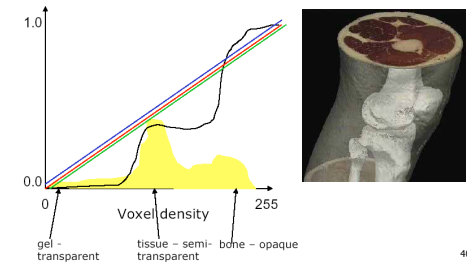 1.0
0.0
0
255
Voxel density
gel -
transparent
tissue – semi-
transparent
bone – opaque